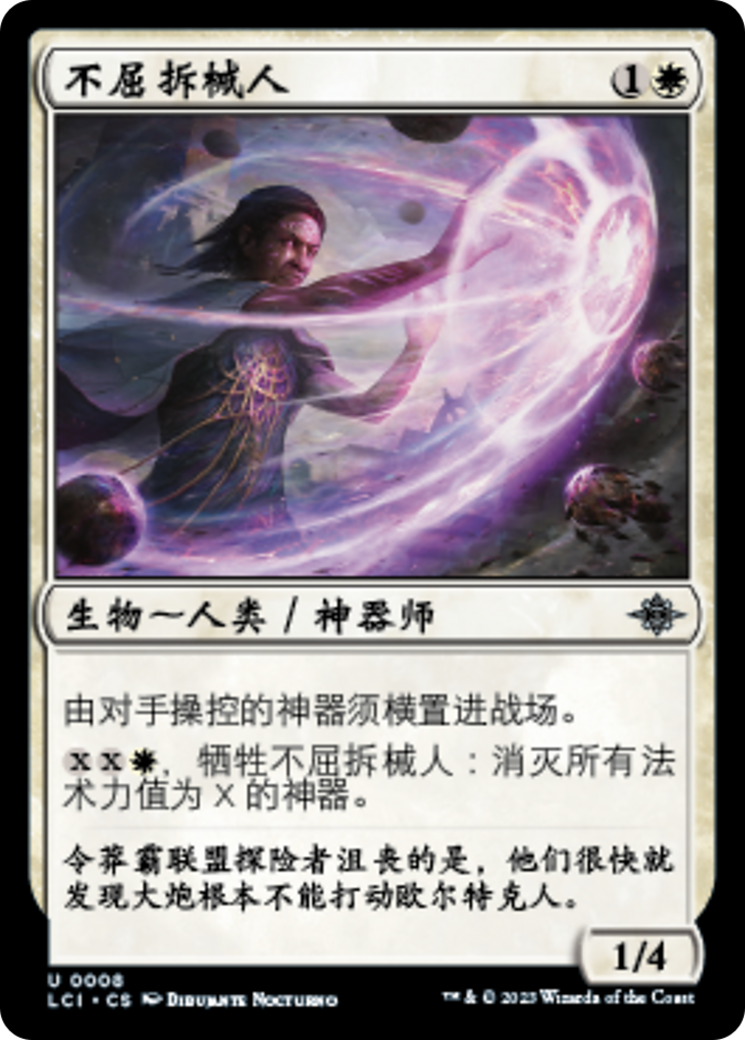 不屈拆械人 1
生物～人类 / 神器师
由对手操控的神器须横置进战场。
XX，牺牲不屈拆械人：消灭所有法
术力值为 X 的神器。
令莽霸联盟探险者沮丧的是，他们很快就
发现大炮根本不能打动欧尔特克人。
1/4
U 0008
LCI • CS DIBUJANTE NOCTURNO
™ & © 2023 Wizards of the Coast